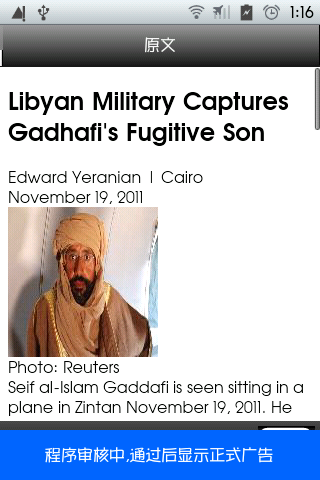 1:16
原文
Libyan Military Captures
Gadhafi's Fugitive Son
Edward Yeranian | Cairo
November 19, 2011
Photo: Reuters
Seif al-Islam Gaddafi is seen sitting in a
plane in Zintan November 19, 2011. He
程序审核中,通过后显示正式广告